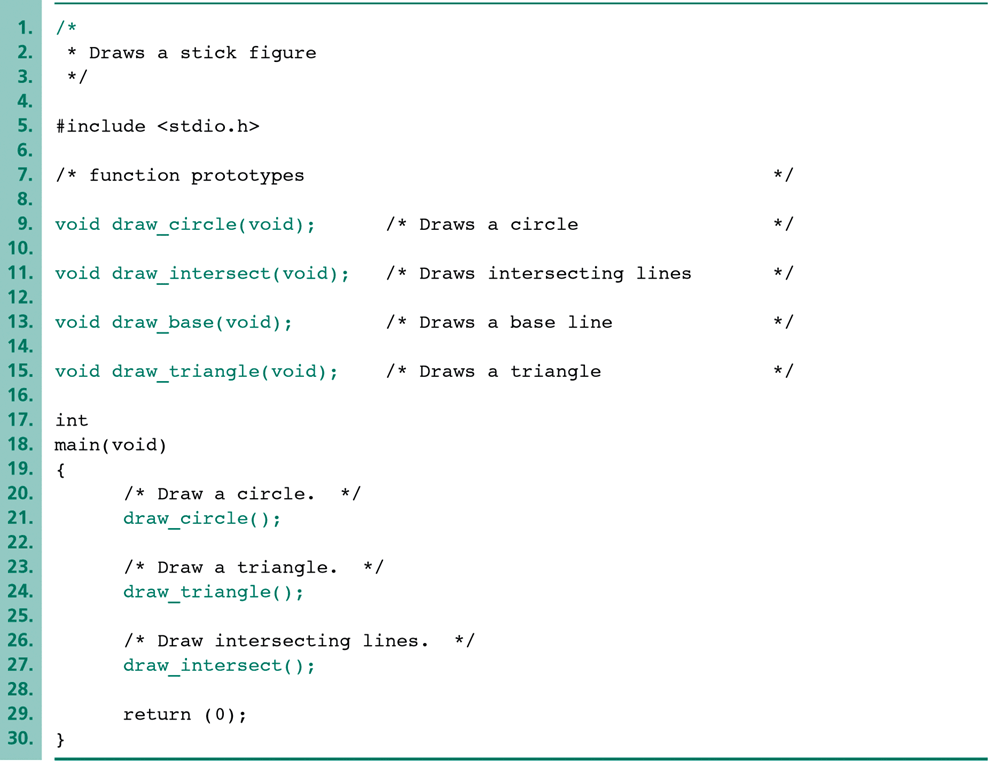 1. /*
2.  * Draws a stick figure
3.  */
4.
5. #include <stdio.h>
6.
7. /* function prototypes                                         */
8.
9. void draw_circle(void);      /* Draws a circle                 */
10.
11. void draw_intersect(void);   /* Draws intersecting lines       */
12.
13. void draw_base(void);        /* Draws a base line              */
14.
15. void draw_triangle(void);    /* Draws a triangle               */
16.
17. int
18. main(void)
19. {
20.       /* Draw a circle.  */
21.       draw_circle();
22.
23.       /* Draw a triangle.  */
24.       draw_triangle();
25.
26.       /* Draw intersecting lines.  */
27.       draw_intersect();
28.
29.       return (0);
30. }